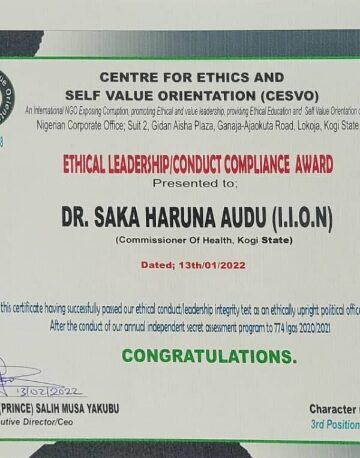 CENTRE FOR ETHICS AND
SELF VALUE ORIENTATION (CESVO)
An International NGO Exposing Corruption, promoting Ethical and value leadership, providing Ethical Education and Self Value Orientation
Nigerian Corporate Office; Suit 2, Gidan Aisha Plaza, Ganaja-Ajaokuta Road, Lokoja, Kogi State
ETHICAL LEADERSHIP/CONDUCT COMPLIANCE AWARD
Presented to;
DR. SAKA HARUNA AUDU (I.I.O.N)
(Commissioner Of Health, Kogi State)
Dated; 13th/01/2022
this certificate having successfully passed our ethical conduct/leadership integrity test as an ethically upright political
After the conduct of our annual independent secret assessment program to 774 lgas 2020/2021
CONGRATULATIONS.
13/02/2022
(PRINCE) SALIH MUSA YAKUBU
Director/Ceo
Character
3rd Position